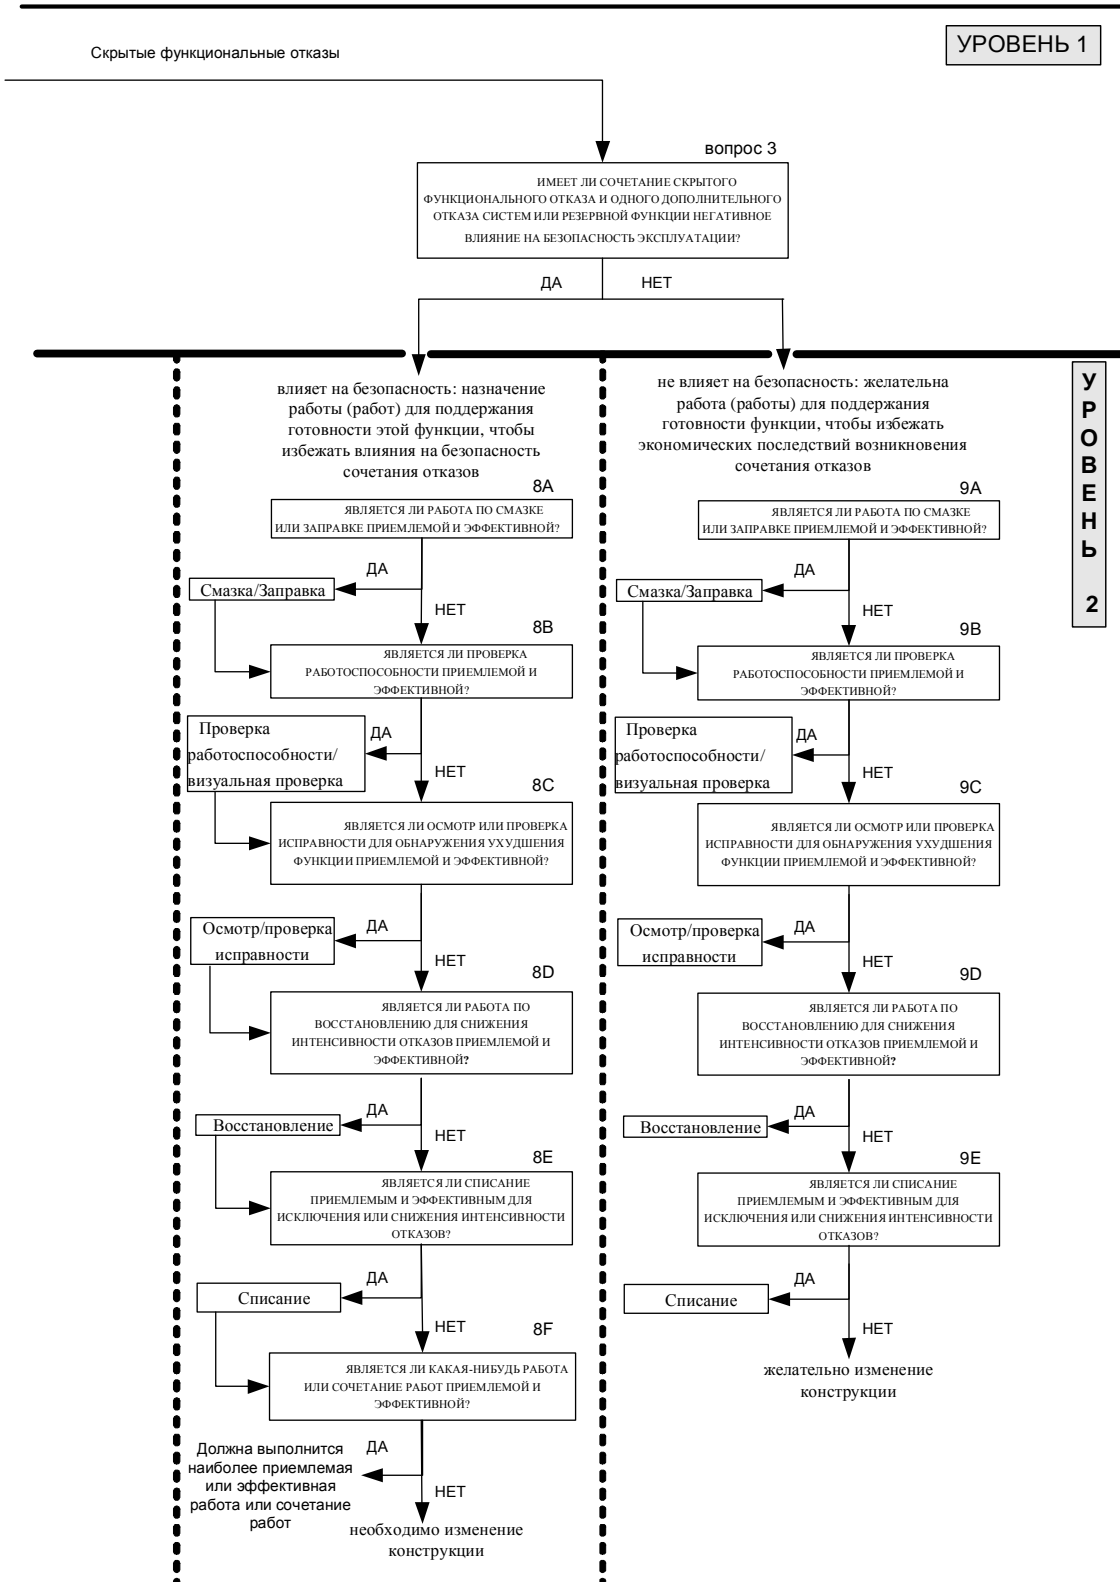 Скрытые функциональные отказы
УРОВЕНЬ 1
вопрос 3
ИМЕЕТ ЛИ СОЧЕТАНИЕ СКРЫТОГО
ФУНКЦИОНАЛЬНОГО ОТКАЗА И ОДНОГО ДОПОЛНИТЕЛЬНОГО
ОТКАЗА СИСТЕМ ИЛИ РЕЗЕРВНОЙ ФУНКЦИИ НЕГАТИВНОЕ
ВЛИЯНИЕ НА БЕЗОПАСНОСТЬ ЭКСПЛУАТАЦИИ?
ДА
НЕТ
УРОВЕНЬ 2
влияет на безопасность: назначение
работы (работ) для поддержания
готовности этой функции, чтобы
избежать влияния на безопасность
сочетания отказов
8A
ЯВЛЯЕТСЯ ЛИ РАБОТА ПО СМАЗКЕ
ИЛИ ЗАПРАВКЕ ПРИЕМЛЕМОЙ И ЭФФЕКТИВНОЙ?
ДА
Смазка/Заправка
НЕТ
8B
ЯВЛЯЕТСЯ ЛИ ПРОВЕРКА
РАБОТОСПОСОБНОСТИ ПРИЕМЛЕМОЙ И
ЭФФЕКТИВНОЙ?
Проверка
работоспособности/
визуальная проверка
ДА
НЕТ
8C
ЯВЛЯЕТСЯ ЛИ ОСМОТР ИЛИ ПРОВЕРКА
ИСПРАВНОСТИ ДЛЯ ОБНАРУЖЕНИЯ УХУДШЕНИЯ
ФУНКЦИИ ПРИЕМЛЕМОЙ И ЭФФЕКТИВНОЙ?
Осмотр/проверка
исправности
ДА
НЕТ
8D
ЯВЛЯЕТСЯ ЛИ РАБОТА ПО
ВОССТАНОВЛЕНИЮ ДЛЯ СНИЖЕНИЯ
ИНТЕНСИВНОСТИ ОТКАЗОВ ПРИЕМЛЕМОЙ И
ЭФФЕКТИВНОЙ?
ДА
Восстановление
НЕТ
8E
ЯВЛЯЕТСЯ ЛИ СПИСАНИЕ
ПРИЕМЛЕМЫМ И ЭФФЕКТИВНЫМ ДЛЯ
ИСКЛЮЧЕНИЯ ИЛИ СНИЖЕНИЯ ИНТЕНСИВНОСТИ
ОТКАЗОВ?
ДА
Списание
НЕТ
8F
ЯВЛЯЕТСЯ ЛИ КАКАЯ-НИБУДЬ РАБОТА
ИЛИ СОЧЕТАНИЕ РАБОТ ПРИЕМЛЕМОЙ И
ЭФФЕКТИВНОЙ?
ДА
Должна выполнится
наиболее приемлемая
или эффективная
работа или сочетание
работ
НЕТ
необходимо изменение
конструкции
не влияет на безопасность: желательна
работа (работы) для поддержания
готовности функции, чтобы избежать
экономических последствий возникновения
сочетания отказов
9A
ЯВЛЯЕТСЯ ЛИ РАБОТА ПО СМАЗКЕ
ИЛИ ЗАПРАВКЕ ПРИЕМЛЕМОЙ И ЭФФЕКТИВНОЙ?
ДА
Смазка/Заправка
НЕТ
9B
ЯВЛЯЕТСЯ ЛИ ПРОВЕРКА
РАБОТОСПОСОБНОСТИ ПРИЕМЛЕМОЙ И
ЭФФЕКТИВНОЙ?
Проверка
работоспособности/
визуальная проверка
ДА
НЕТ
9C
ЯВЛЯЕТСЯ ЛИ ОСМОТР ИЛИ ПРОВЕРКА
ИСПРАВНОСТИ ДЛЯ ОБНАРУЖЕНИЯ УХУДШЕНИЯ
ФУНКЦИИ ПРИЕМЛЕМОЙ И ЭФФЕКТИВНОЙ?
Осмотр/проверка
исправности
ДА
НЕТ
9D
ЯВЛЯЕТСЯ ЛИ РАБОТА ПО
ВОССТАНОВЛЕНИЮ ДЛЯ СНИЖЕНИЯ
ИНТЕНСИВНОСТИ ОТКАЗОВ ПРИЕМЛЕМОЙ И
ЭФФЕКТИВНОЙ?
ДА
Восстановление
НЕТ
9E
ЯВЛЯЕТСЯ ЛИ СПИСАНИЕ
ПРИЕМЛЕМЫМ И ЭФФЕКТИВНЫМ ДЛЯ
ИСКЛЮЧЕНИЯ ИЛИ СНИЖЕНИЯ ИНТЕНСИВНОСТИ
ОТКАЗОВ?
ДА
Списание
НЕТ
желательно изменение
конструкции